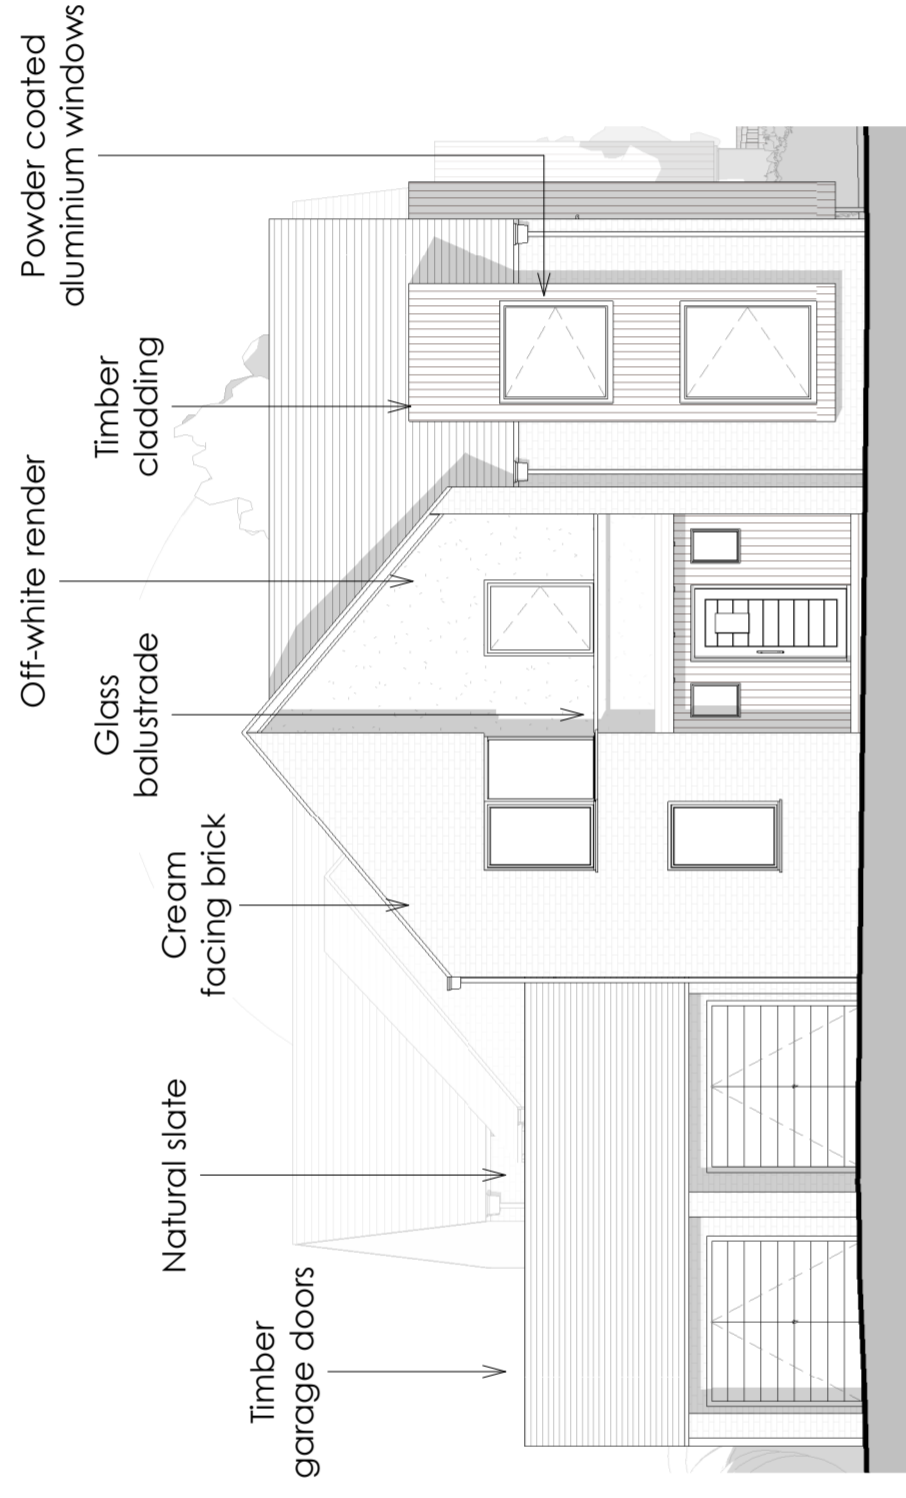 Timber
garage doors
Natural slate
Cream
facing brick
Glass
balustrade
Off-white render
Timber
cladding
Powder coated
aluminium windows